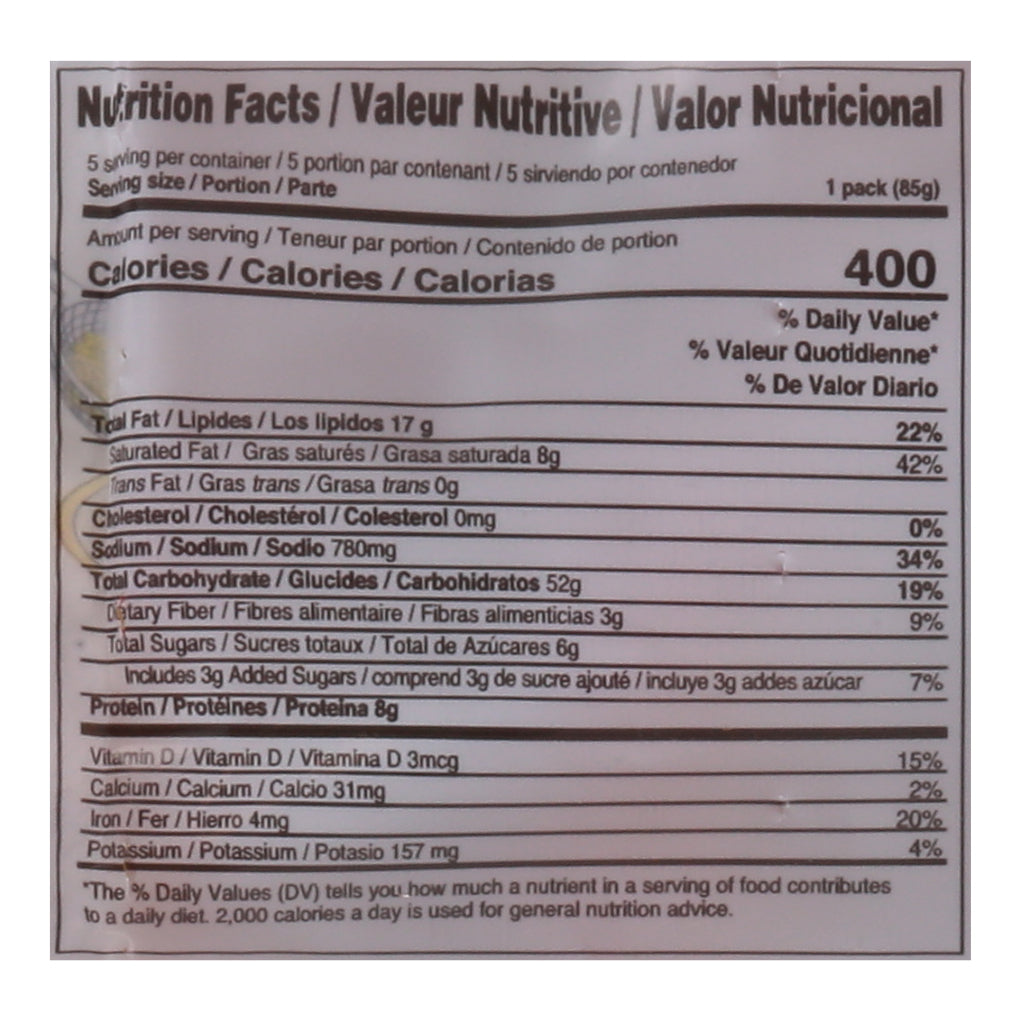 Nutrition Facts / Valeur Nutritive / Valor Nutricional
5 serving per container / 5 portion par contenant / 5 sirviendo por contenedor
Serving size / Portion / Parte 1 pack (85g)
Amount per serving / Teneur par portion / Contenido de portion
Calories / Calories / Calorias 400
% Daily Value*
% Valeur Quotidienne*
% De Valor Diario
Total Fat / Lipides / Los lipidos 17 g 22%
Saturated Fat / Gras saturés / Grasa saturada 8g 42%
Trans Fat / Gras trans / Grasa trans 0g
Cholesterol / Cholestérol / Colesterol 0mg 0%
Sodium / Sodium / Sodio 780mg 34%
Total Carbohydrate / Glucides / Carbohidratos 52g 19%
Dietary Fiber / Fibres alimentaire / Fibras alimenticias 3g 9%
Total Sugars / Sucres totaux / Total de Azúcares 6g
Includes 3g Added Sugars / comprend 3g de sucre ajouté / incluye 3g addes azúcar 7%
Protein / Protéines / Proteina 8g
Vitamin D / Vitamin D / Vitamina D 3mcg 15%
Calcium / Calcium / Calcio 31mg 2%
Iron / Fer / Hierro 4mg 20%
Potassium / Potassium / Potasio 157 mg 4%
*The % Daily Values (DV) tells you how much a nutrient in a serving of food contributes
to a daily diet. 2,000 calories a day is used for general nutrition advice.